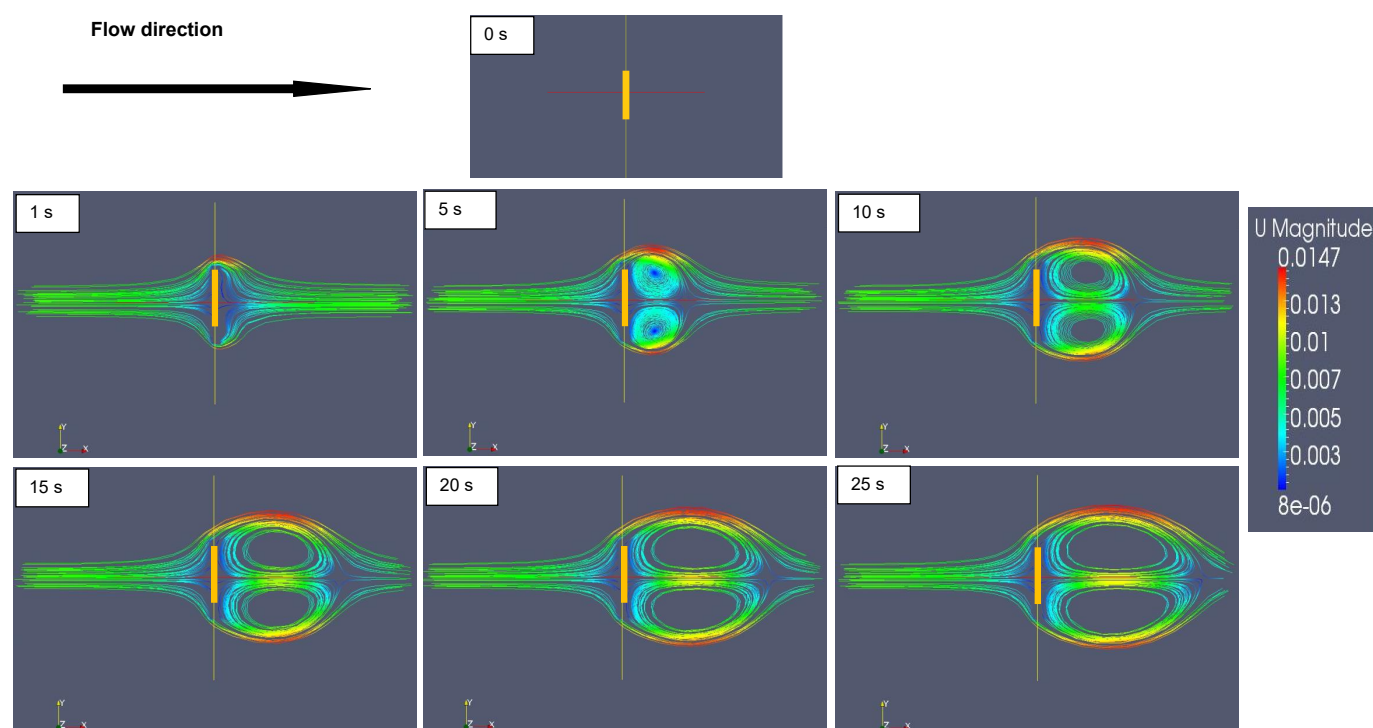 Flow direction
0 s
1 s
5 s
10 s
U Magnitude
0.0147
0.013
0.01
0.007
0.005
0.003
8e-06
Y
Z X
Y
Z X
Y
Z X
15 s
20 s
25 s
Y
Z X
Y
Z X
Y
Z X